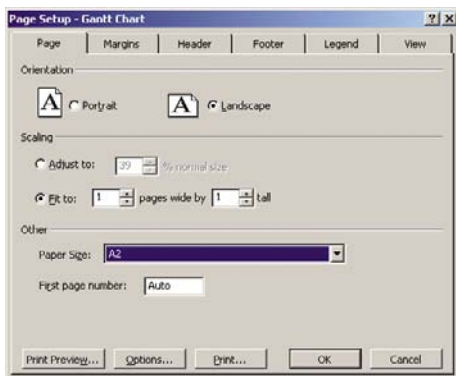 Page Setup - Gantt Chart
Page Margins Header Footer Legend View
Orientation
A Portrait A Landscape
Scaling
Adjust to: 39 % normal size
Fit to: 1 pages wide by 1 tall
Other
Paper Size: A2
First page number: Auto
Print Preview... Options... Print... OK Cancel